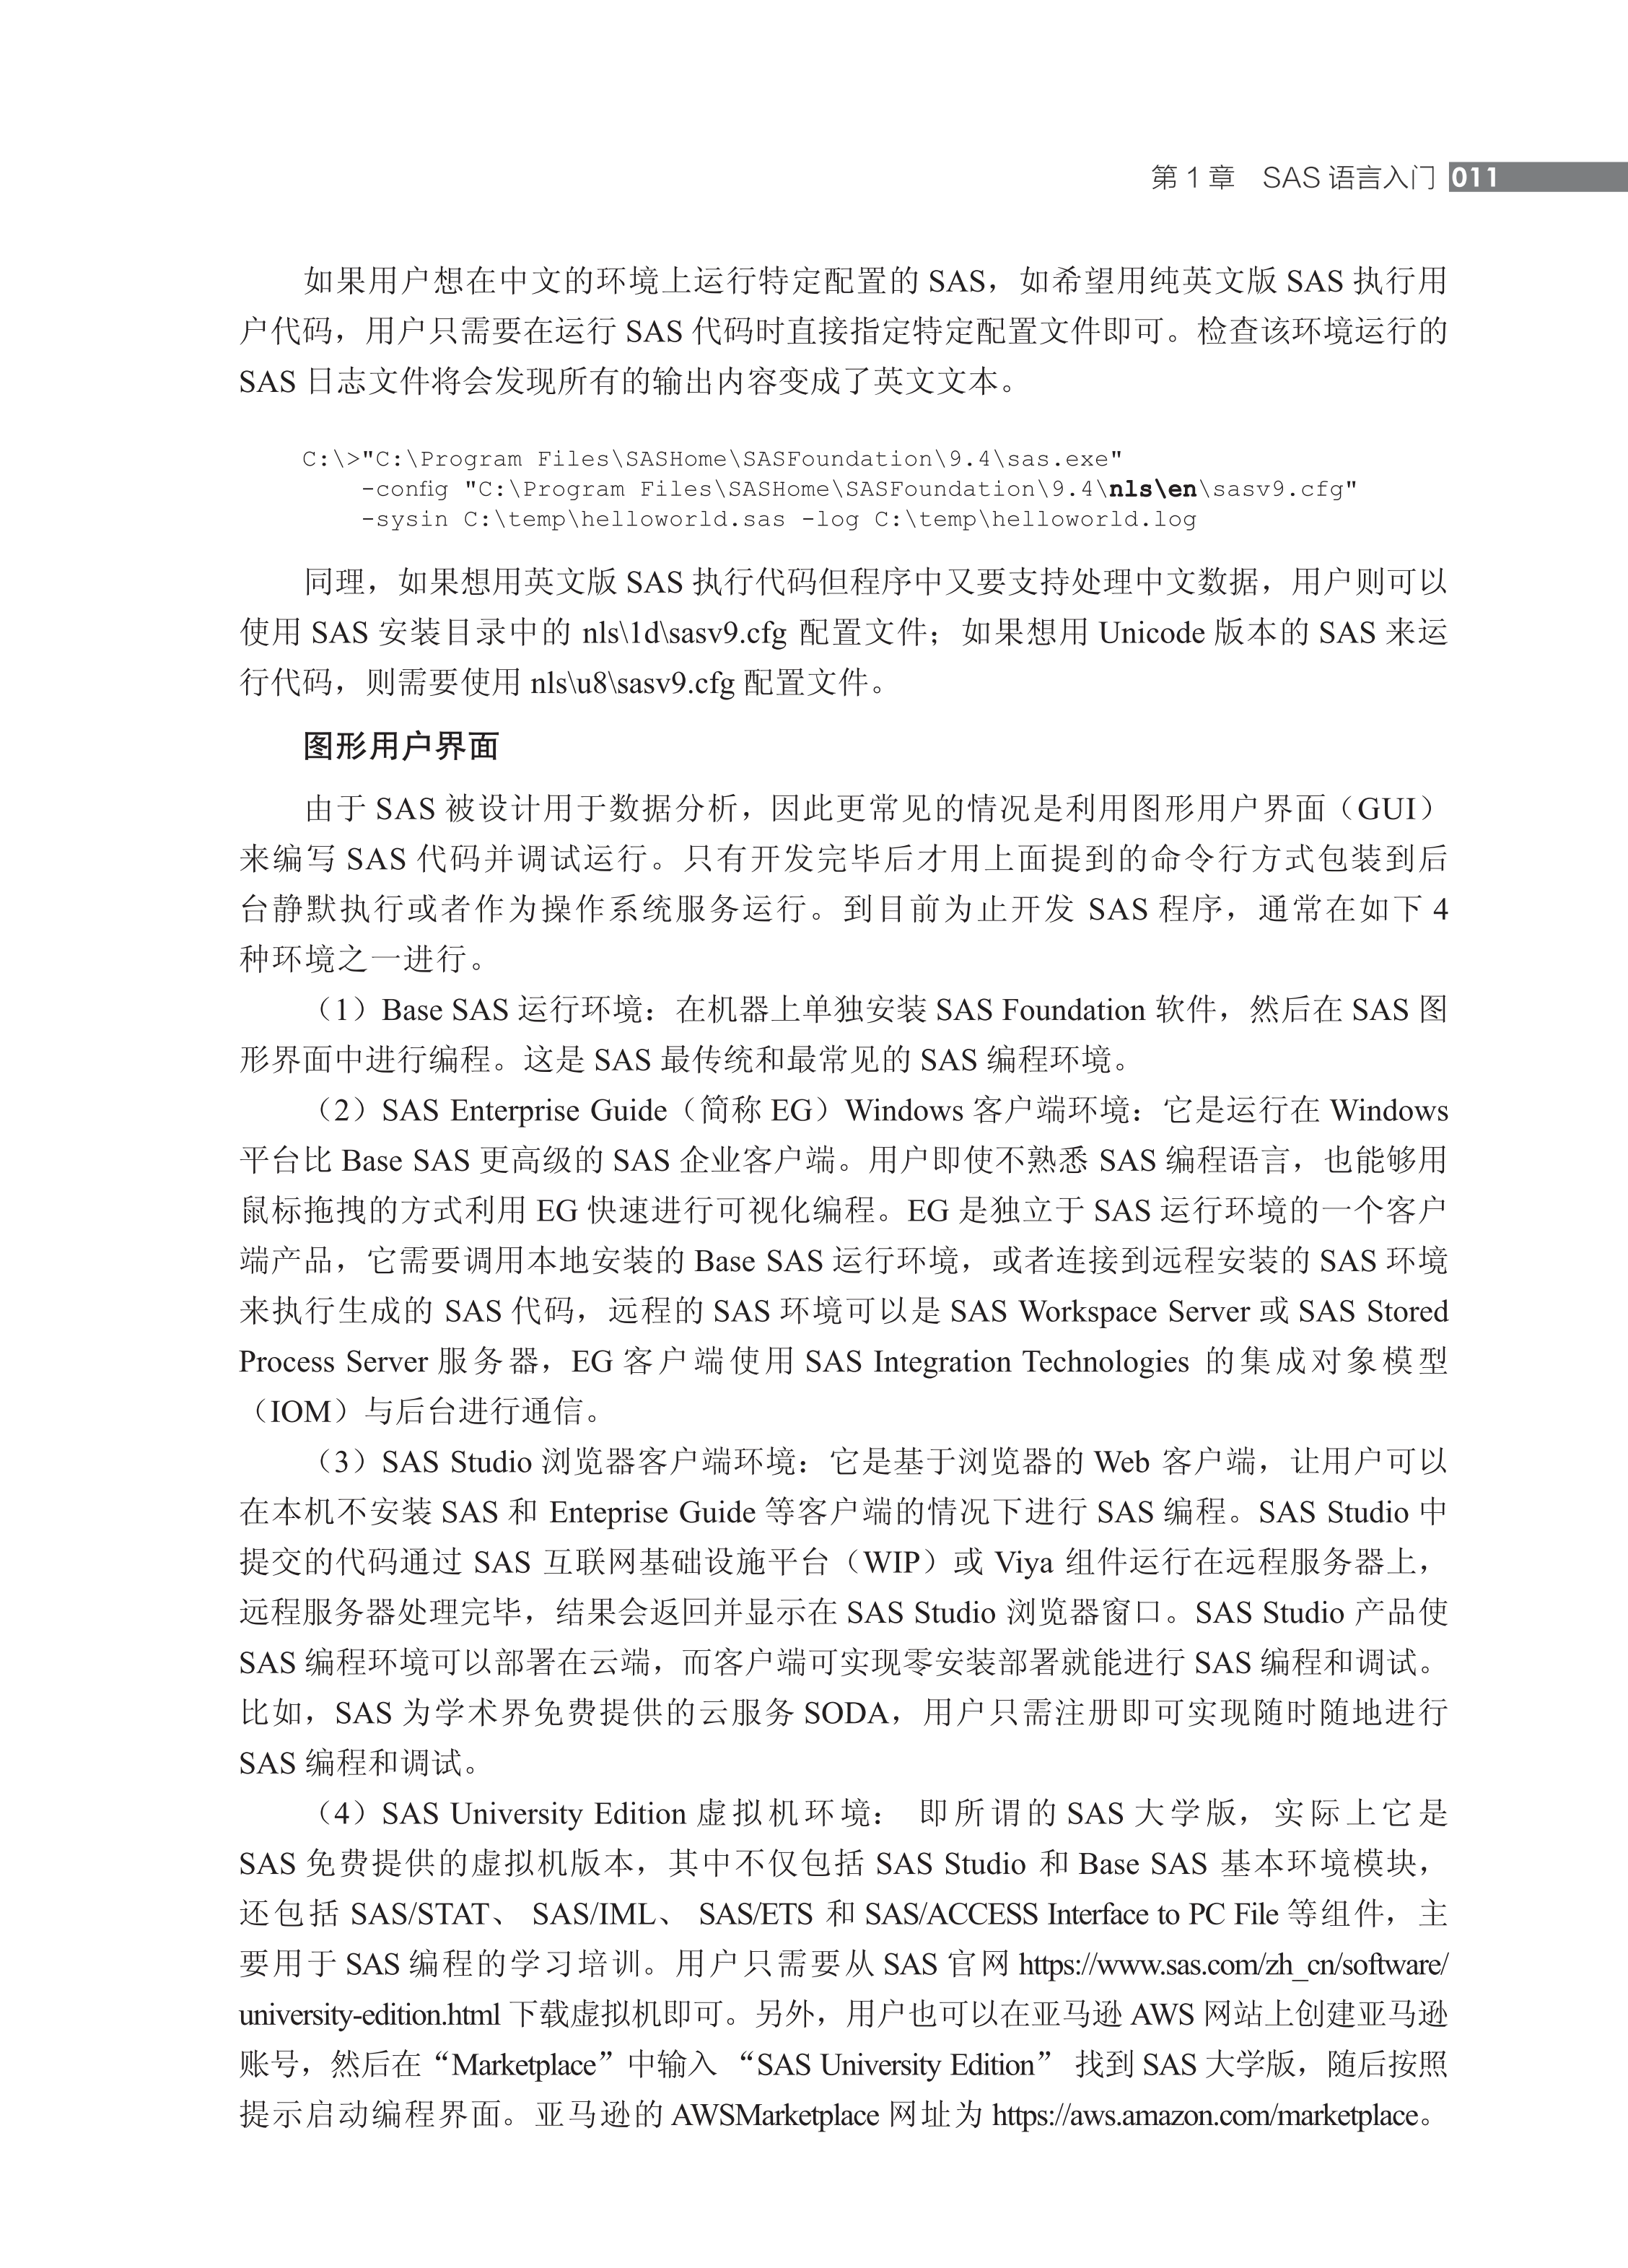 第 1 章　SAS 语言入门 011
如果用户想在中文的环境上运行特定配置的 SAS，如希望用纯英文版 SAS 执行用
户代码，用户只需要在运行 SAS 代码时直接指定特定配置文件即可。检查该环境运行的
SAS 日志文件将会发现所有的输出内容变成了英文文本。
C:\>"C:\Program Files\SASHome\SASFoundation\9.4\sas.exe"
-config "C:\Program Files\SASHome\SASFoundation\9.4\nls\en\sasv9.cfg"
-sysin C:\temp\helloworld.sas -log C:\temp\helloworld.log
同理，如果想用英文版 SAS 执行代码但程序中又要支持处理中文数据，用户则可以
使用 SAS 安装目录中的 nls\1d\sasv9.cfg 配置文件；如果想用 Unicode 版本的 SAS 来运
行代码，则需要使用 nls\u8\sasv9.cfg 配置文件。
图形用户界面
由于 SAS 被设计用于数据分析，因此更常见的情况是利用图形用户界面（GUI）
来编写 SAS 代码并调试运行。只有开发完毕后才用上面提到的命令行方式包装到后
台静默执行或者作为操作系统服务运行。到目前为止开发 SAS 程序，通常在如下 4
种环境之一进行。
（1）Base SAS 运行环境：在机器上单独安装 SAS Foundation 软件，然后在 SAS 图
形界面中进行编程。这是 SAS 最传统和最常见的 SAS 编程环境。
（2）SAS Enterprise Guide（简称 EG）Windows 客户端环境：它是运行在 Windows
平台比 Base SAS 更高级的 SAS 企业客户端。用户即使不熟悉 SAS 编程语言，也能够用
鼠标拖拽的方式利用 EG 快速进行可视化编程。EG 是独立于 SAS 运行环境的一个客户
端产品，它需要调用本地安装的 Base SAS 运行环境，或者连接到远程安装的 SAS 环境
来执行生成的 SAS 代码，远程的 SAS 环境可以是 SAS Workspace Server 或 SAS Stored
Process Server 服务器，EG 客户端使用 SAS Integration Technologies 的集成对象模型
（IOM）与后台进行通信。
（3）SAS Studio 浏览器客户端环境：它是基于浏览器的 Web 客户端，让用户可以
在本机不安装 SAS 和 Enteprise Guide 等客户端的情况下进行 SAS 编程。SAS Studio 中
提交的代码通过 SAS 互联网基础设施平台（WIP）或 Viya 组件运行在远程服务器上，
远程服务器处理完毕，结果会返回并显示在 SAS Studio 浏览器窗口。SAS Studio 产品使
SAS 编程环境可以部署在云端，而客户端可实现零安装部署就能进行 SAS 编程和调试。
比如，SAS 为学术界免费提供的云服务 SODA，用户只需注册即可实现随时随地进行
SAS 编程和调试。
（4）SAS University Edition 虚拟机环境： 即所谓的 SAS 大学版，实际上它是
SAS 免费提供的虚拟机版本，其中不仅包括 SAS Studio 和 Base SAS 基本环境模块，
还包括 SAS/STAT、 SAS/IML、 SAS/ETS 和 SAS/ACCESS Interface to PC File 等组件，主
要用于 SAS 编程的学习培训。用户只需要从 SAS 官网 https://www.sas.com/zh_cn/software/
university-edition.html 下载虚拟机即可。另外，用户也可以在亚马逊 AWS 网站上创建亚马逊
账号，然后在“Marketplace”中输入 “SAS University Edition” 找到 SAS 大学版，随后按照
提示启动编程界面。亚马逊的 AWSMarketplace 网址为 https://aws.amazon.com/marketplace。